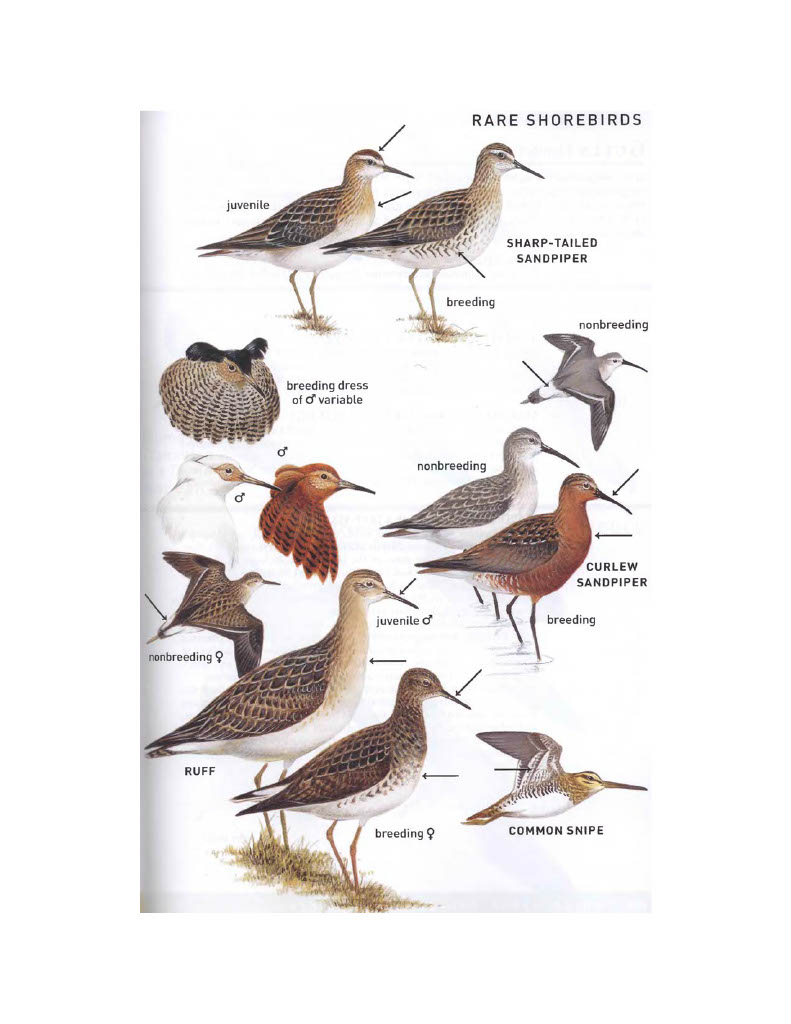 RARE SHOREBIRDS
juvenile
SHARP-TAILED
SANDPIPER
breeding
nonbreeding
breeding dress
of ♂ variable
♂
nonbreeding
♂
CURLEW
SANDPIPER
juvenile ♂
breeding
nonbreeding ♀
RUFF
breeding ♀
COMMON SNIPE